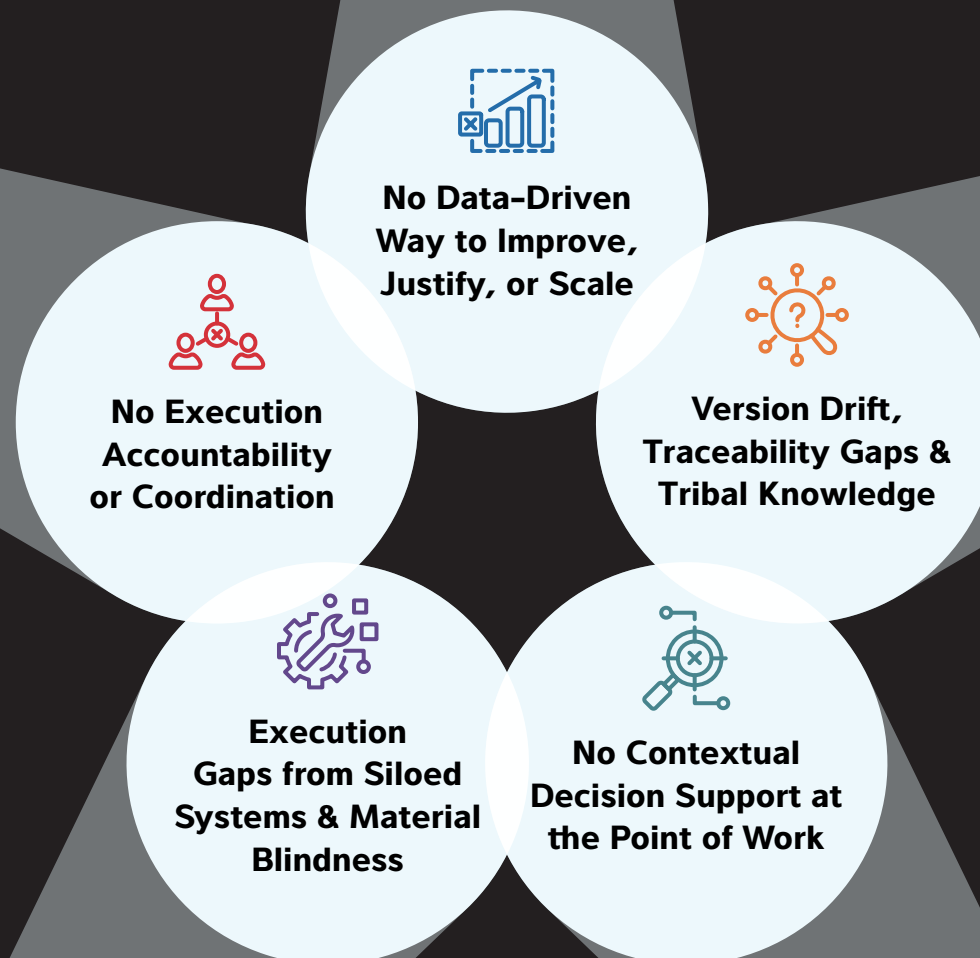 No Data-Driven
Way to Improve,
Justify, or Scale
No Execution
Accountability
or Coordination
?
Version Drift,
Traceability Gaps &
Tribal Knowledge
Execution
Gaps from Siloed
Systems & Material
Blindness
No Contextual
Decision Support at
the Point of Work